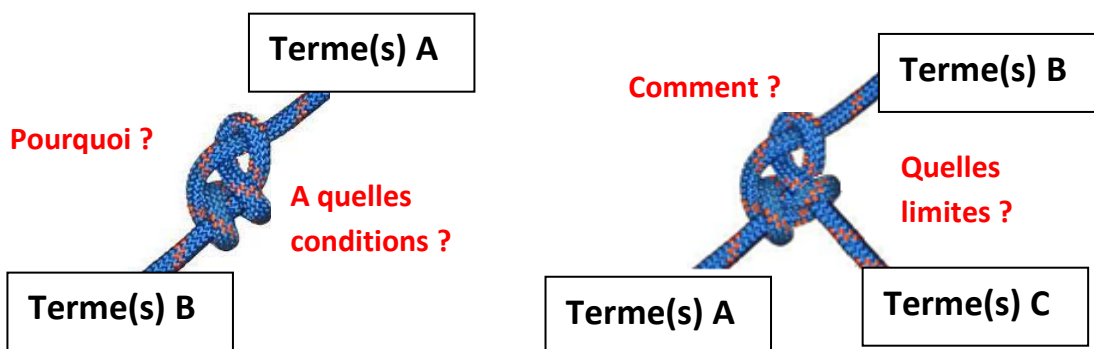 Terme(s) A
Pourquoi ?
A quelles
conditions ?
Terme(s) B
Terme(s) B
Comment ?
Quelles
limites ?
Terme(s) A
Terme(s) C